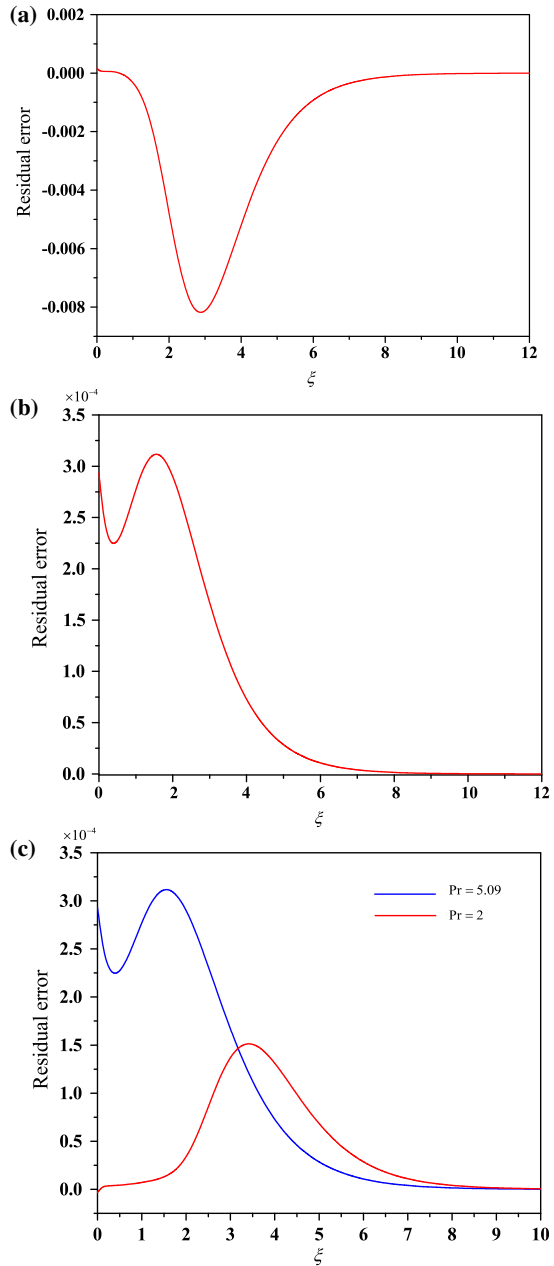 (a)
0.002
0.000
-0.002
-0.004
-0.006
-0.008
Residual error
0 2 4 6 8 10 12
ξ
(b)
×10⁻⁴
3.5
3.0
2.5
2.0
1.5
1.0
0.5
0.0
Residual error
0 2 4 6 8 10 12
ξ
(c)
×10⁻⁴
3.5
3.0
2.5
2.0
1.5
1.0
0.5
0.0
Residual error
Pr = 5.09
Pr = 2
0 1 2 3 4 5 6 7 8 9 10
ξ